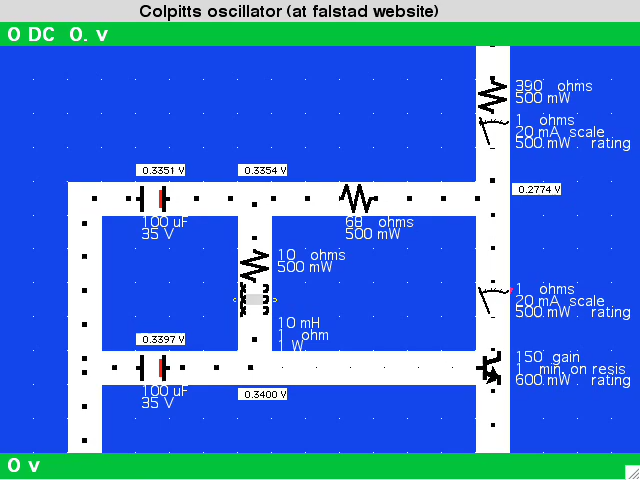 Colpitts oscillator (at falstad website)
0 DC  0. v
390  ohms
500 mW
1  ohms
20 mA  scale
500 mW  rating
0.3351 V
0.3354 V
0.2774 V
100 uF
35 V
68  ohms
500 mW
10  ohms
500 mW
1  ohms
20 mA  scale
500 mW  rating
10 mH
1 ohm
1 W
0.3397 V
150  gain
1  min. on resis
600 mW  rating
100 uF
35 V
0.3400 V
0 v